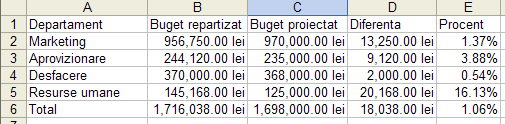 A B C D E
1 Departament Buget repartizat Buget proiectat Diferenta Procent
2 Marketing 956,750.00 lei 970,000.00 lei 13,250.00 lei 1.37%
3 Aprovizionare 244,120.00 lei 235,000.00 lei 9,120.00 lei 3.88%
4 Desfacere 370,000.00 lei 368,000.00 lei 2,000.00 lei 0.54%
5 Resurse umane 145,168.00 lei 125,000.00 lei 20,168.00 lei 16.13%
6 Total 1,716,038.00 lei 1,698,000.00 lei 18,038.00 lei 1.06%